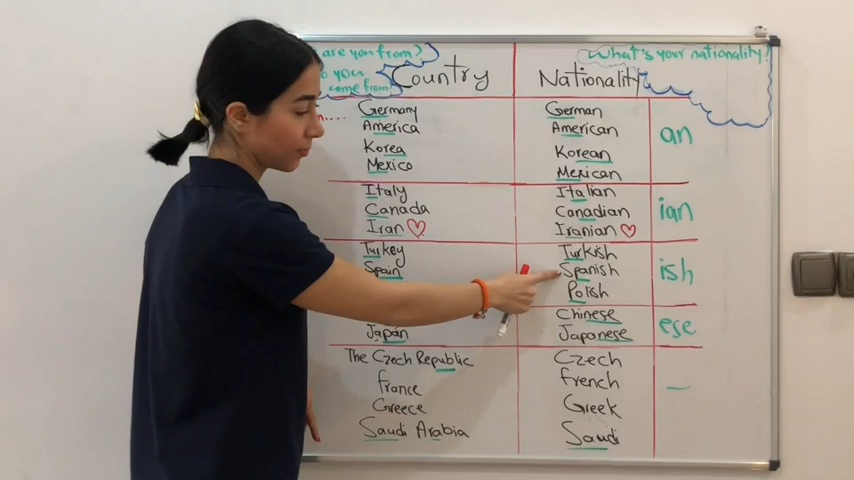 are you from?
o you
come from
Country
Nationality
What's your nationality?
Germany German
America American an
Korea Korean
Mexico Mexican
Italy Italian
Canada Canadian ian
Iran Iranian
Turkey Turkish
Spain Spanish ish
Polish
Chinese ese
Japan Japanese
The Czech Republic Czech
france french
Greece Greek
Saudi Arabia Saudi